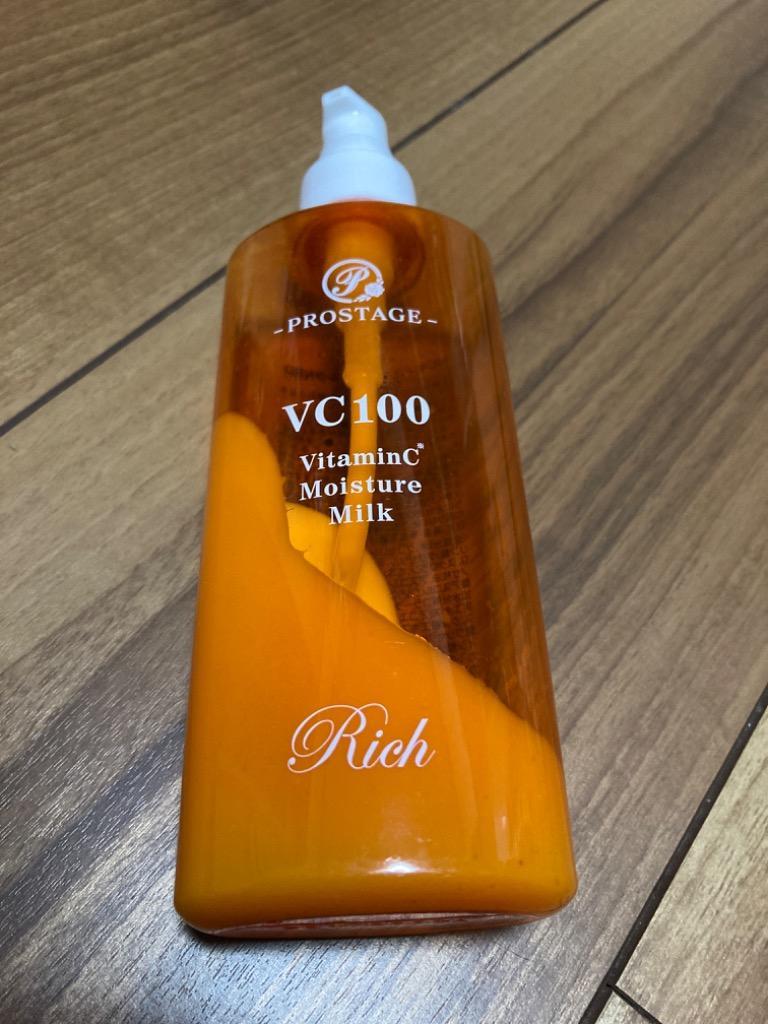 P
-PROSTAGE-
VC100
VitaminC※
Moisture
Milk
Rich